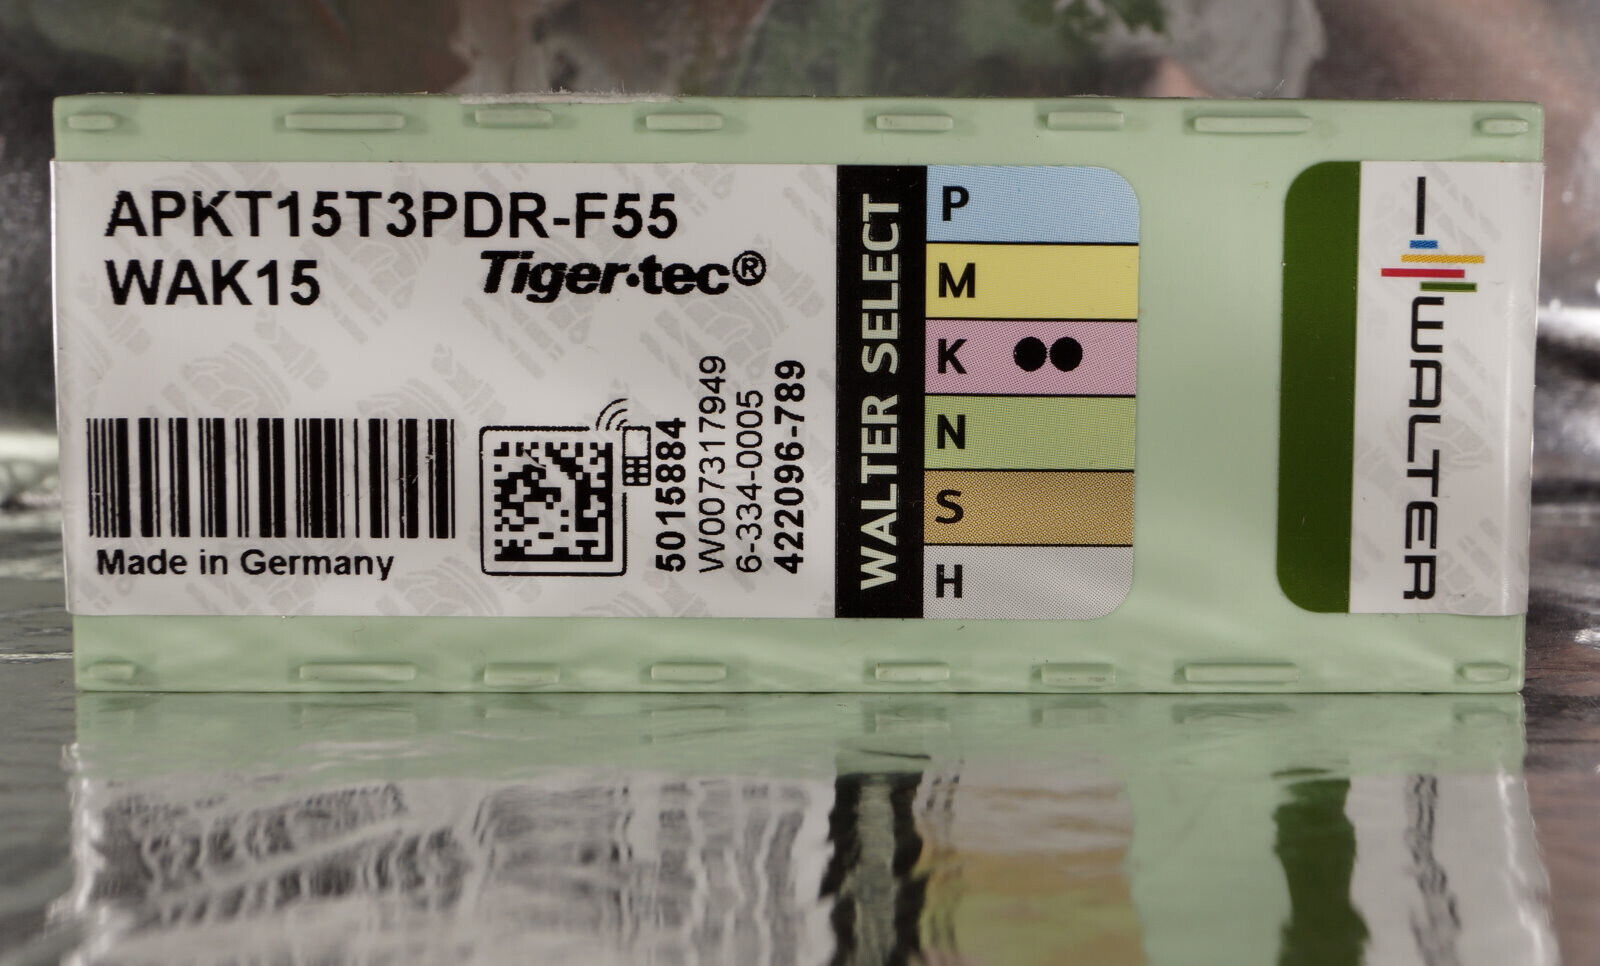 APKT15T3PDR-F55
WAK15
Tiger·tec®
Made in Germany
5015884
W007317949
6-334-0005
422096-789
WALTER SELECT
P
M
K
N
S
H
WALTER